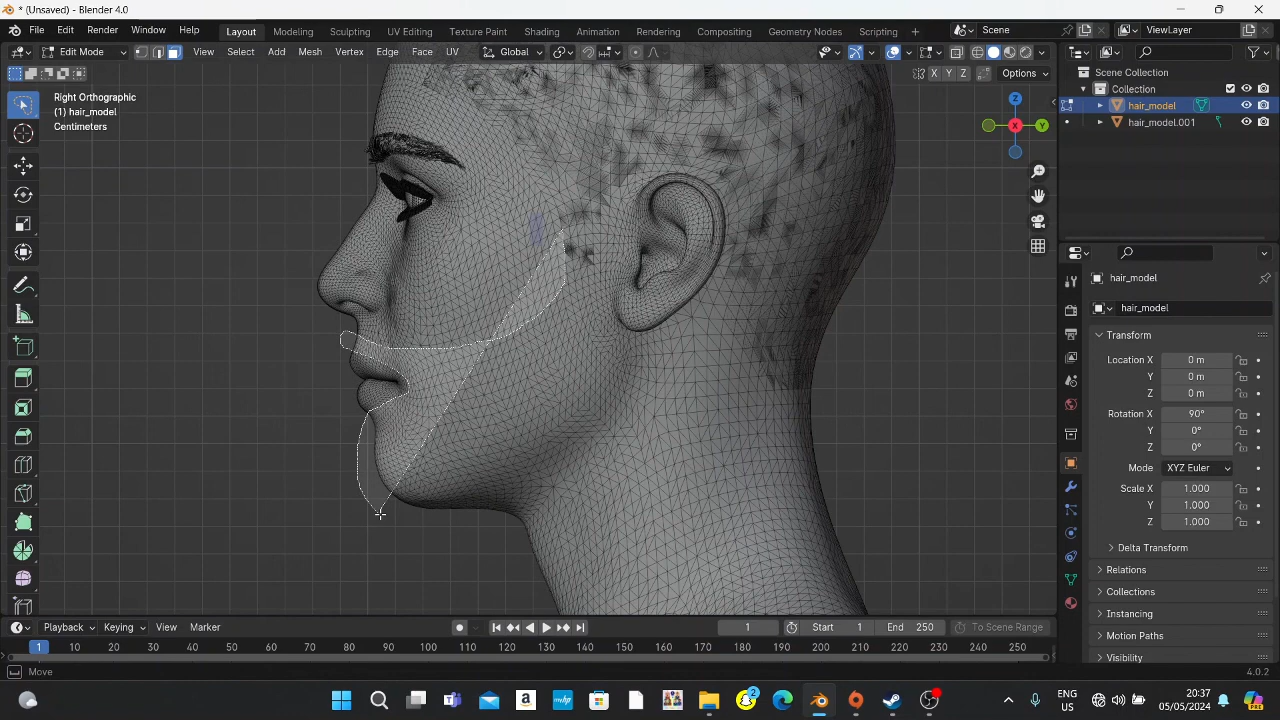 * (Unsaved) - Blender 4.0
File Edit Render Window Help
Layout Modeling Sculpting UV Editing Texture Paint Shading Animation Rendering Compositing Geometry Nodes Scripting +
Scene ViewLayer
Edit Mode View Select Add Mesh Vertex Edge Face UV Global
X Y Z Options
Right Orthographic
(1) hair_model
Centimeters
Z
X
Y
Scene Collection
Collection
hair_model
hair_model.001
hair_model
hair_model
Transform
Location X 0 m
Y 0 m
Z 0 m
Rotation X 90°
Y 0°
Z 0°
Mode XYZ Euler
Scale X 1.000
Y 1.000
Z 1.000
Delta Transform
Relations
Collections
Instancing
Motion Paths
Visibility
Playback Keying View Marker 1 Start 1 End 250 To Scene Range
1 10 20 30 40 50 60 70 80 90 100 110 120 130 140 150 160 170 180 190 200 210 220 230 240 250
Move 4.0.2
ENG
US
20:37
05/05/2024